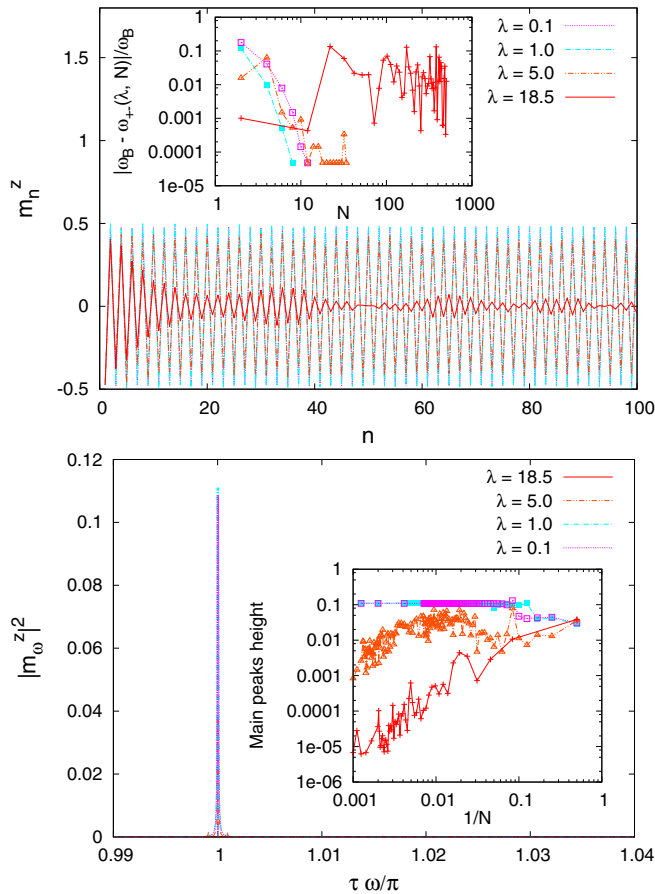 λ = 0.1
λ = 1.0
λ = 5.0
λ = 18.5
|ω_B - ω_{+-}(λ, N)|/ω_B
1
0.1
0.01
0.001
0.0001
1e-05
1 10 100 1000
N
m_n^z
1.5
1
0.5
0
-0.5
0 20 40 60 80 100
n
λ = 18.5
λ = 5.0
λ = 1.0
λ = 0.1
|m_ω^z|^2
0.12
0.1
0.08
0.06
0.04
0.02
0
Main peaks height
1
0.1
0.01
0.001
0.0001
1e-05
1e-06
0.001 0.01 0.1 1
1/N
0.99 1 1.01 1.02 1.03 1.04
τ ω/π